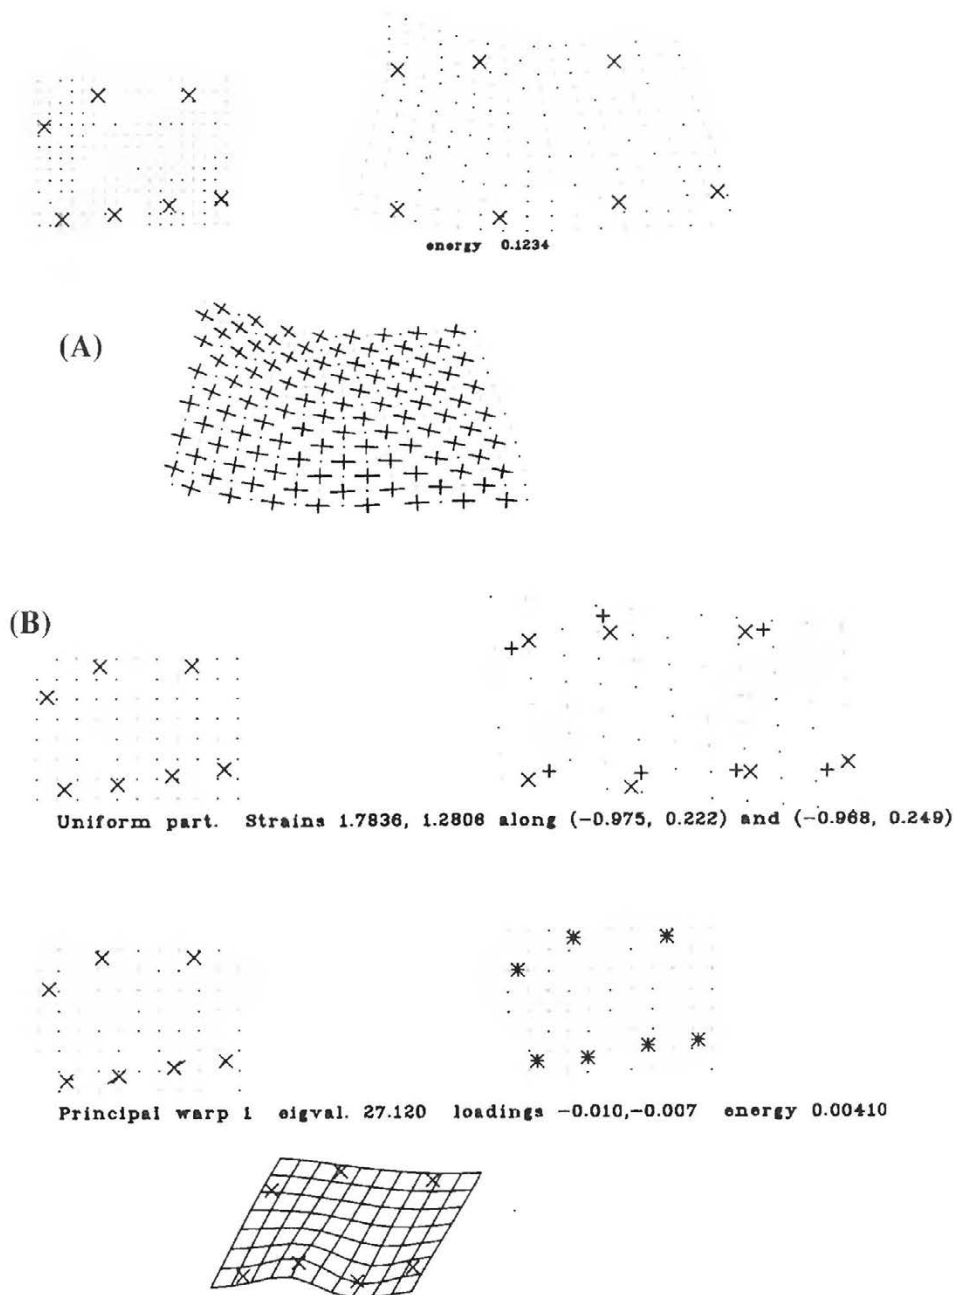 energy 0.1234
(A)
(B)
Uniform part. Strains 1.7836, 1.2806 along (-0.975, 0.222) and (-0.968, 0.249)
Principal warp 1 eigval. 27.120 loadings -0.010,-0.007 energy 0.00410